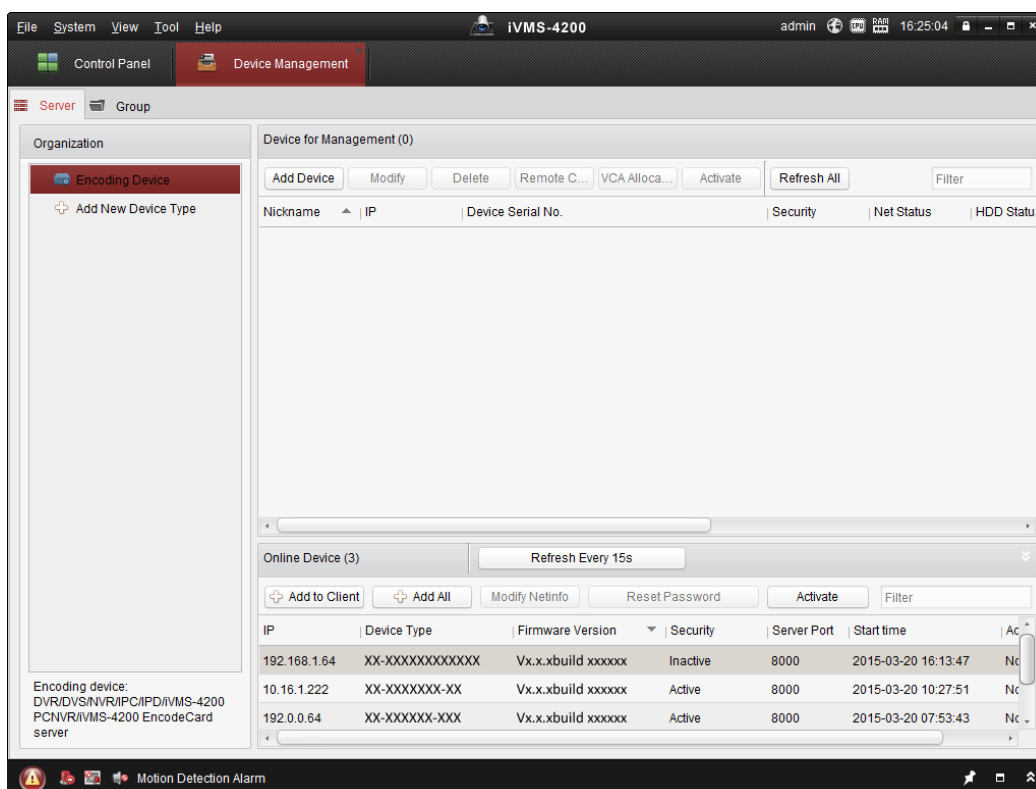 File System View Tool Help iVMS-4200 admin CPU RAM 16:25:04
Control Panel Device Management
Server Group
Organization
Encoding Device
Add New Device Type
Encoding device:
DVR/DVS/NVR/IPC/IPD/iVMS-4200
PCNVR/iVMS-4200 EncodeCard
server
Device for Management (0)
Add Device Modify Delete Remote C... VCA Alloca... Activate Refresh All Filter
Nickname IP Device Serial No. Security Net Status HDD Statu
Online Device (3) Refresh Every 15s
Add to Client Add All Modify Netinfo Reset Password Activate Filter
IP Device Type Firmware Version Security Server Port Start time Ac
192.168.1.64 XX-XXXXXXXXXXXX Vx.x.xbuild xxxxxx Inactive 8000 2015-03-20 16:13:47 Nc
10.16.1.222 XX-XXXXXXX-XX Vx.x.xbuild xxxxxx Active 8000 2015-03-20 10:27:51 Nc
192.0.0.64 XX-XXXXXX-XXX Vx.x.xbuild xxxxxx Active 8000 2015-03-20 07:53:43 Nc
Motion Detection Alarm